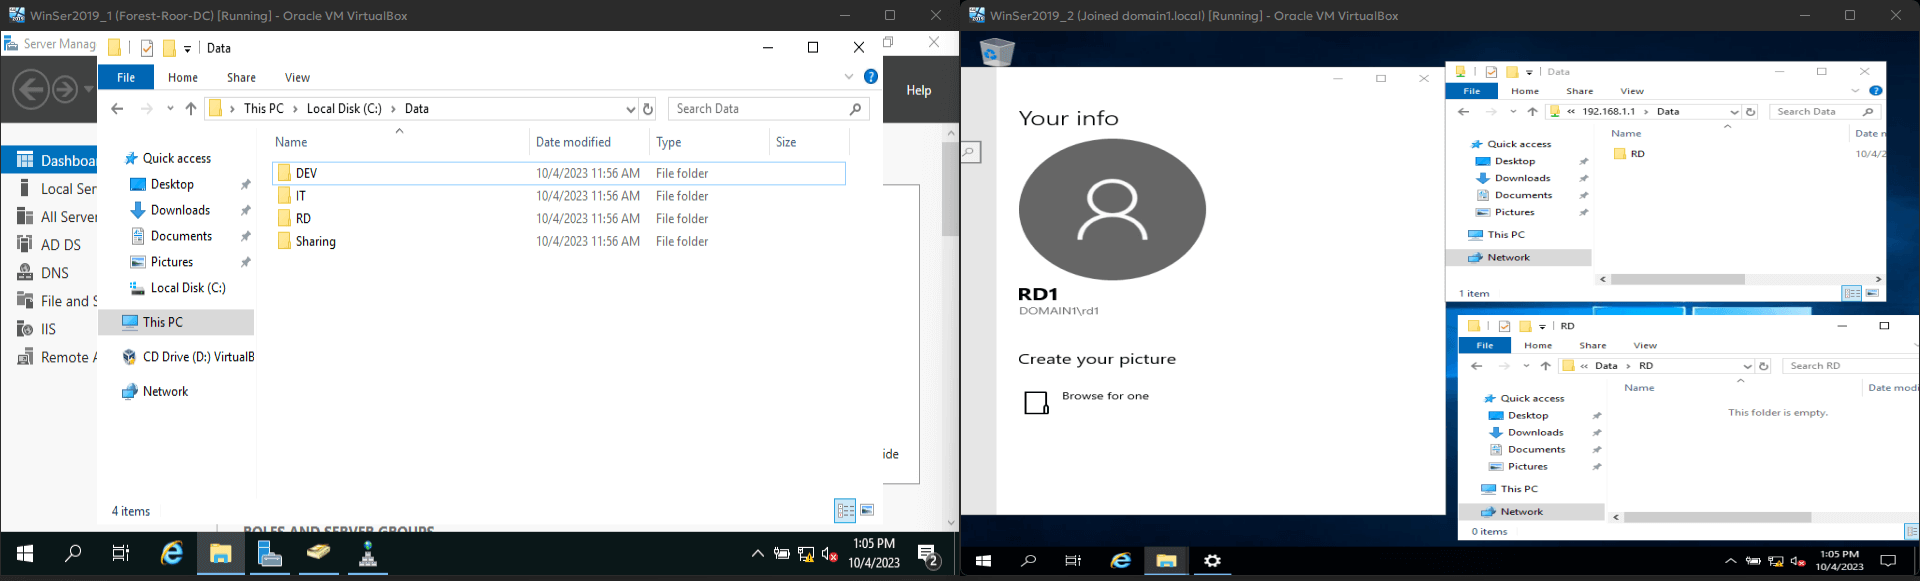 WinSer2019_1 (Forest-Roor-DC) [Running] - Oracle VM VirtualBox
Server Manag
Data
File Home Share View
This PC > Local Disk (C:) > Data
Search Data
Help
Name Date modified Type Size
DEV 10/4/2023 11:56 AM File folder
IT 10/4/2023 11:56 AM File folder
RD 10/4/2023 11:56 AM File folder
Sharing 10/4/2023 11:56 AM File folder
Quick access
Desktop
Downloads
Documents
Pictures
Local Disk (C:)
This PC
CD Drive (D:) VirtualB
Network
4 items
Dashboa
Local Ser
All Server
AD DS
DNS
File and S
IIS
Remote A
ide
ROLES AND SERVER GROUPS
1:05 PM
10/4/2023
2
WinSer2019_2 (Joined domain1.local) [Running] - Oracle VM VirtualBox
Your info
RD1
DOMAIN1\rd1
Create your picture
Browse for one
Data
File Home Share View
« 192.168.1.1 > Data
Search Data
Name Date n
RD 10/4/2
Quick access
Desktop
Downloads
Documents
Pictures
This PC
Network
1 item
RD
File Home Share View
« Data > RD
Search RD
Name Date modi
This folder is empty.
Quick access
Desktop
Downloads
Documents
Pictures
This PC
Network
0 items
1:05 PM
10/4/2023